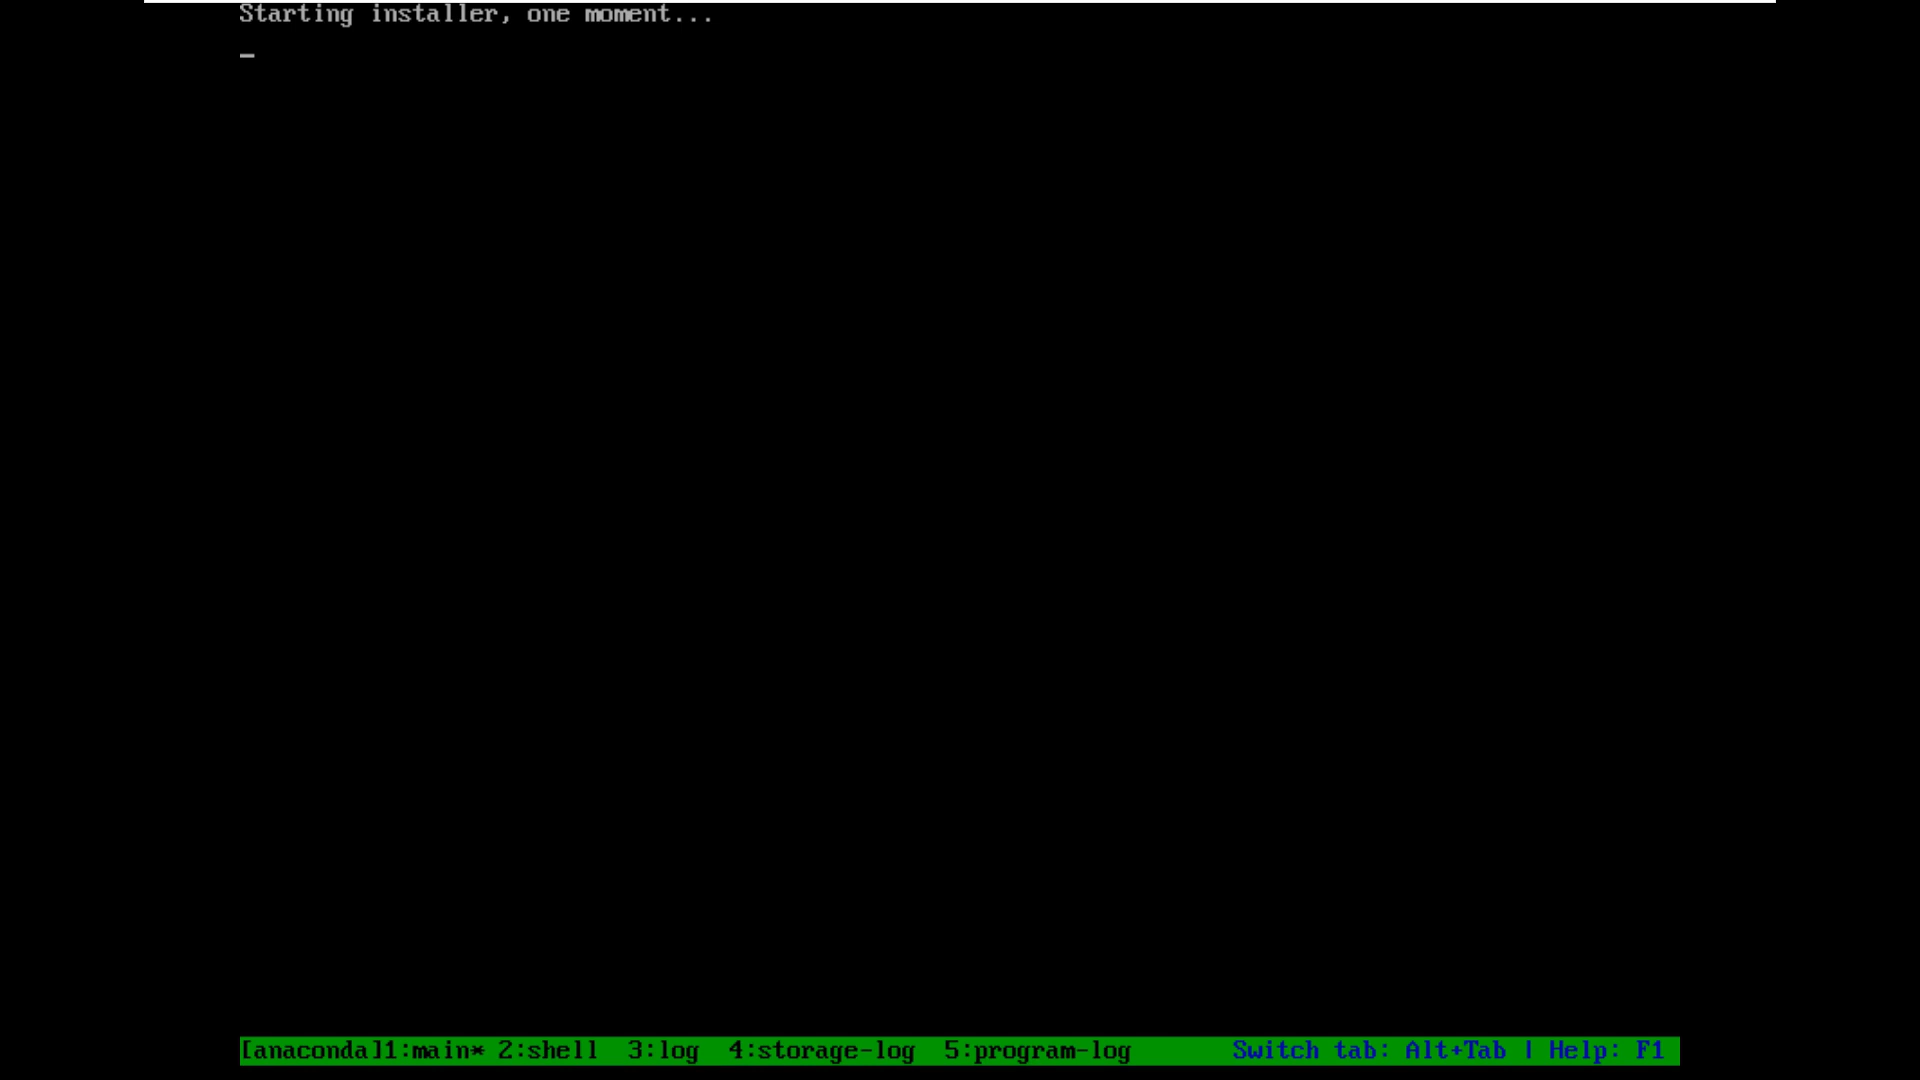 Starting installer, one moment...
[anaconda]1:main* 2:shell  3:log  4:storage-log  5:program-log        Switch tab: Alt+Tab | Help: F1